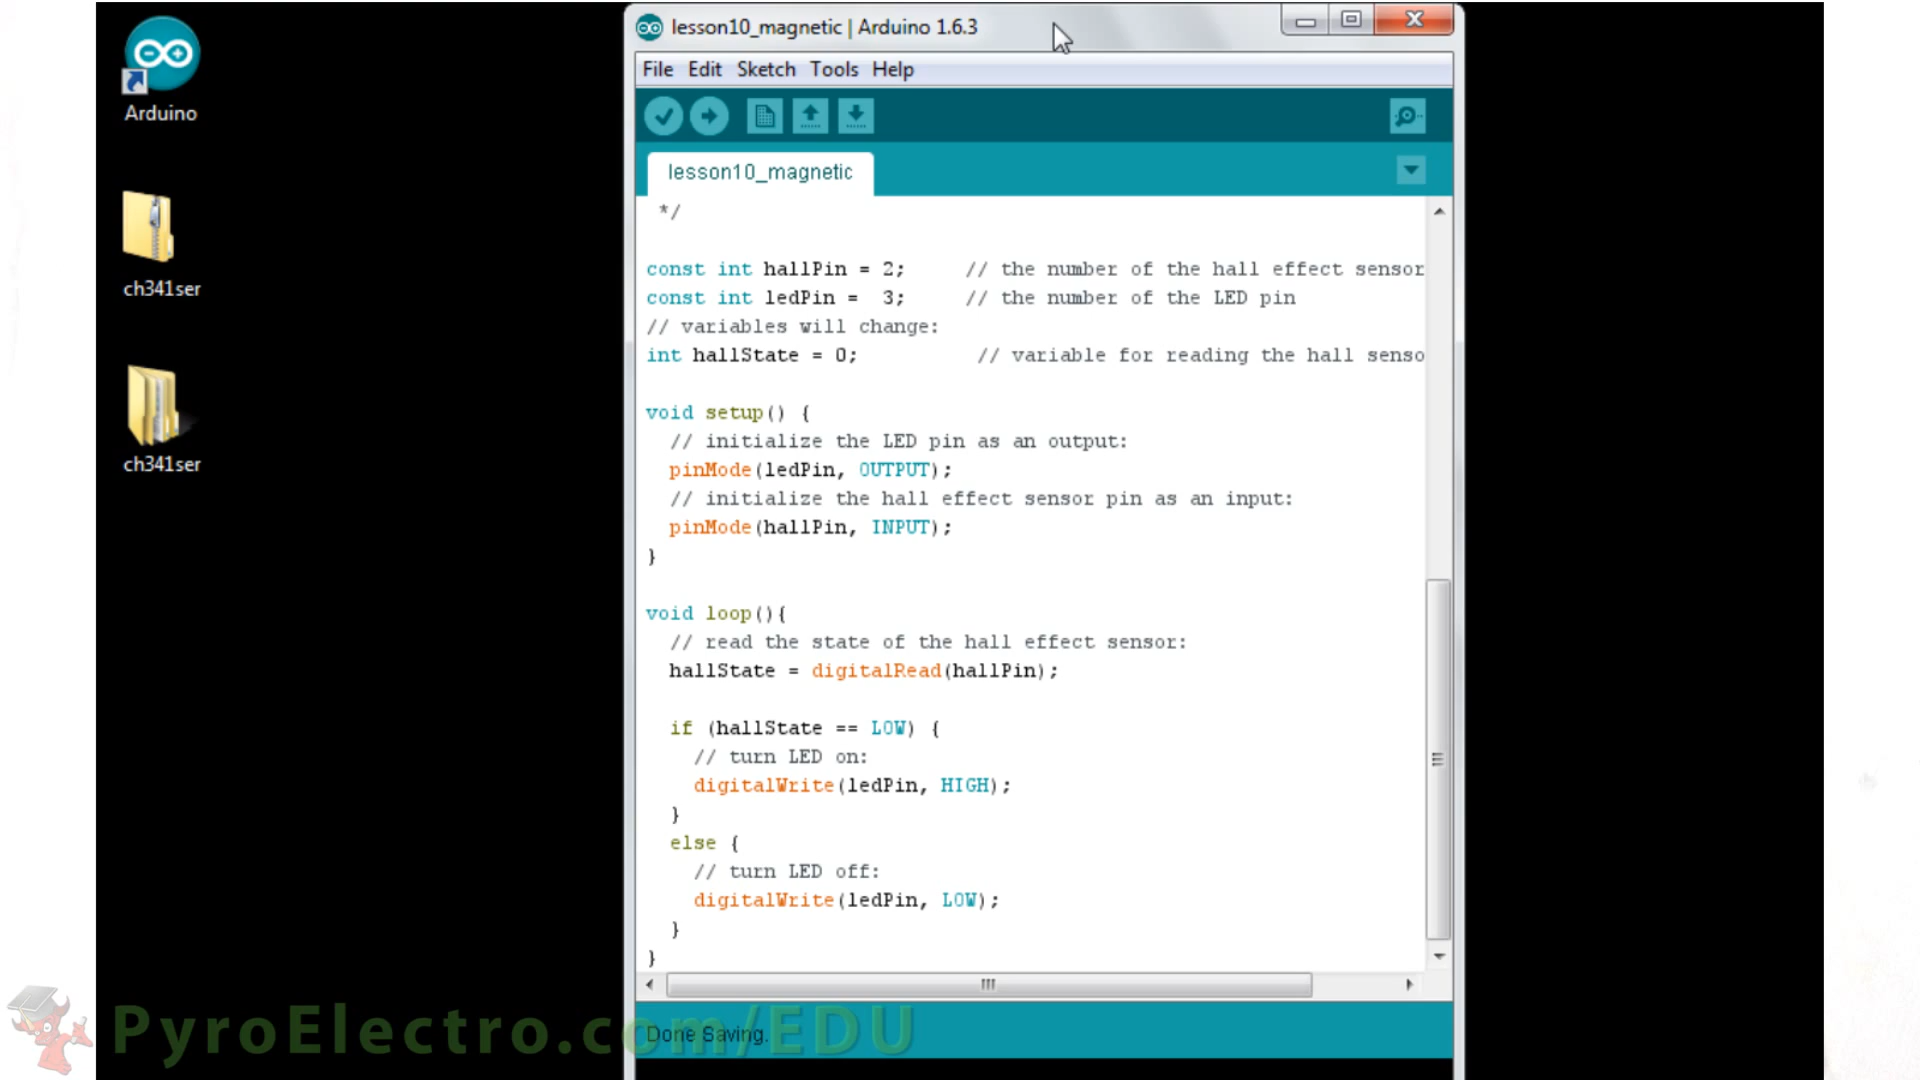 Arduino
ch341ser
ch341ser
lesson10_magnetic | Arduino 1.6.3
File Edit Sketch Tools Help
lesson10_magnetic
*/
const int hallPin = 2;     // the number of the hall effect sensor
const int ledPin =  3;     // the number of the LED pin
// variables will change:
int hallState = 0;          // variable for reading the hall senso
void setup() {
  // initialize the LED pin as an output:
  pinMode(ledPin, OUTPUT);
  // initialize the hall effect sensor pin as an input:
  pinMode(hallPin, INPUT);
}
void loop(){
  // read the state of the hall effect sensor:
  hallState = digitalRead(hallPin);
  if (hallState == LOW) {
    // turn LED on:
    digitalWrite(ledPin, HIGH);
  }
  else {
    // turn LED off:
    digitalWrite(ledPin, LOW);
  }
}
Done Saving.
PyroElectro.com/EDU